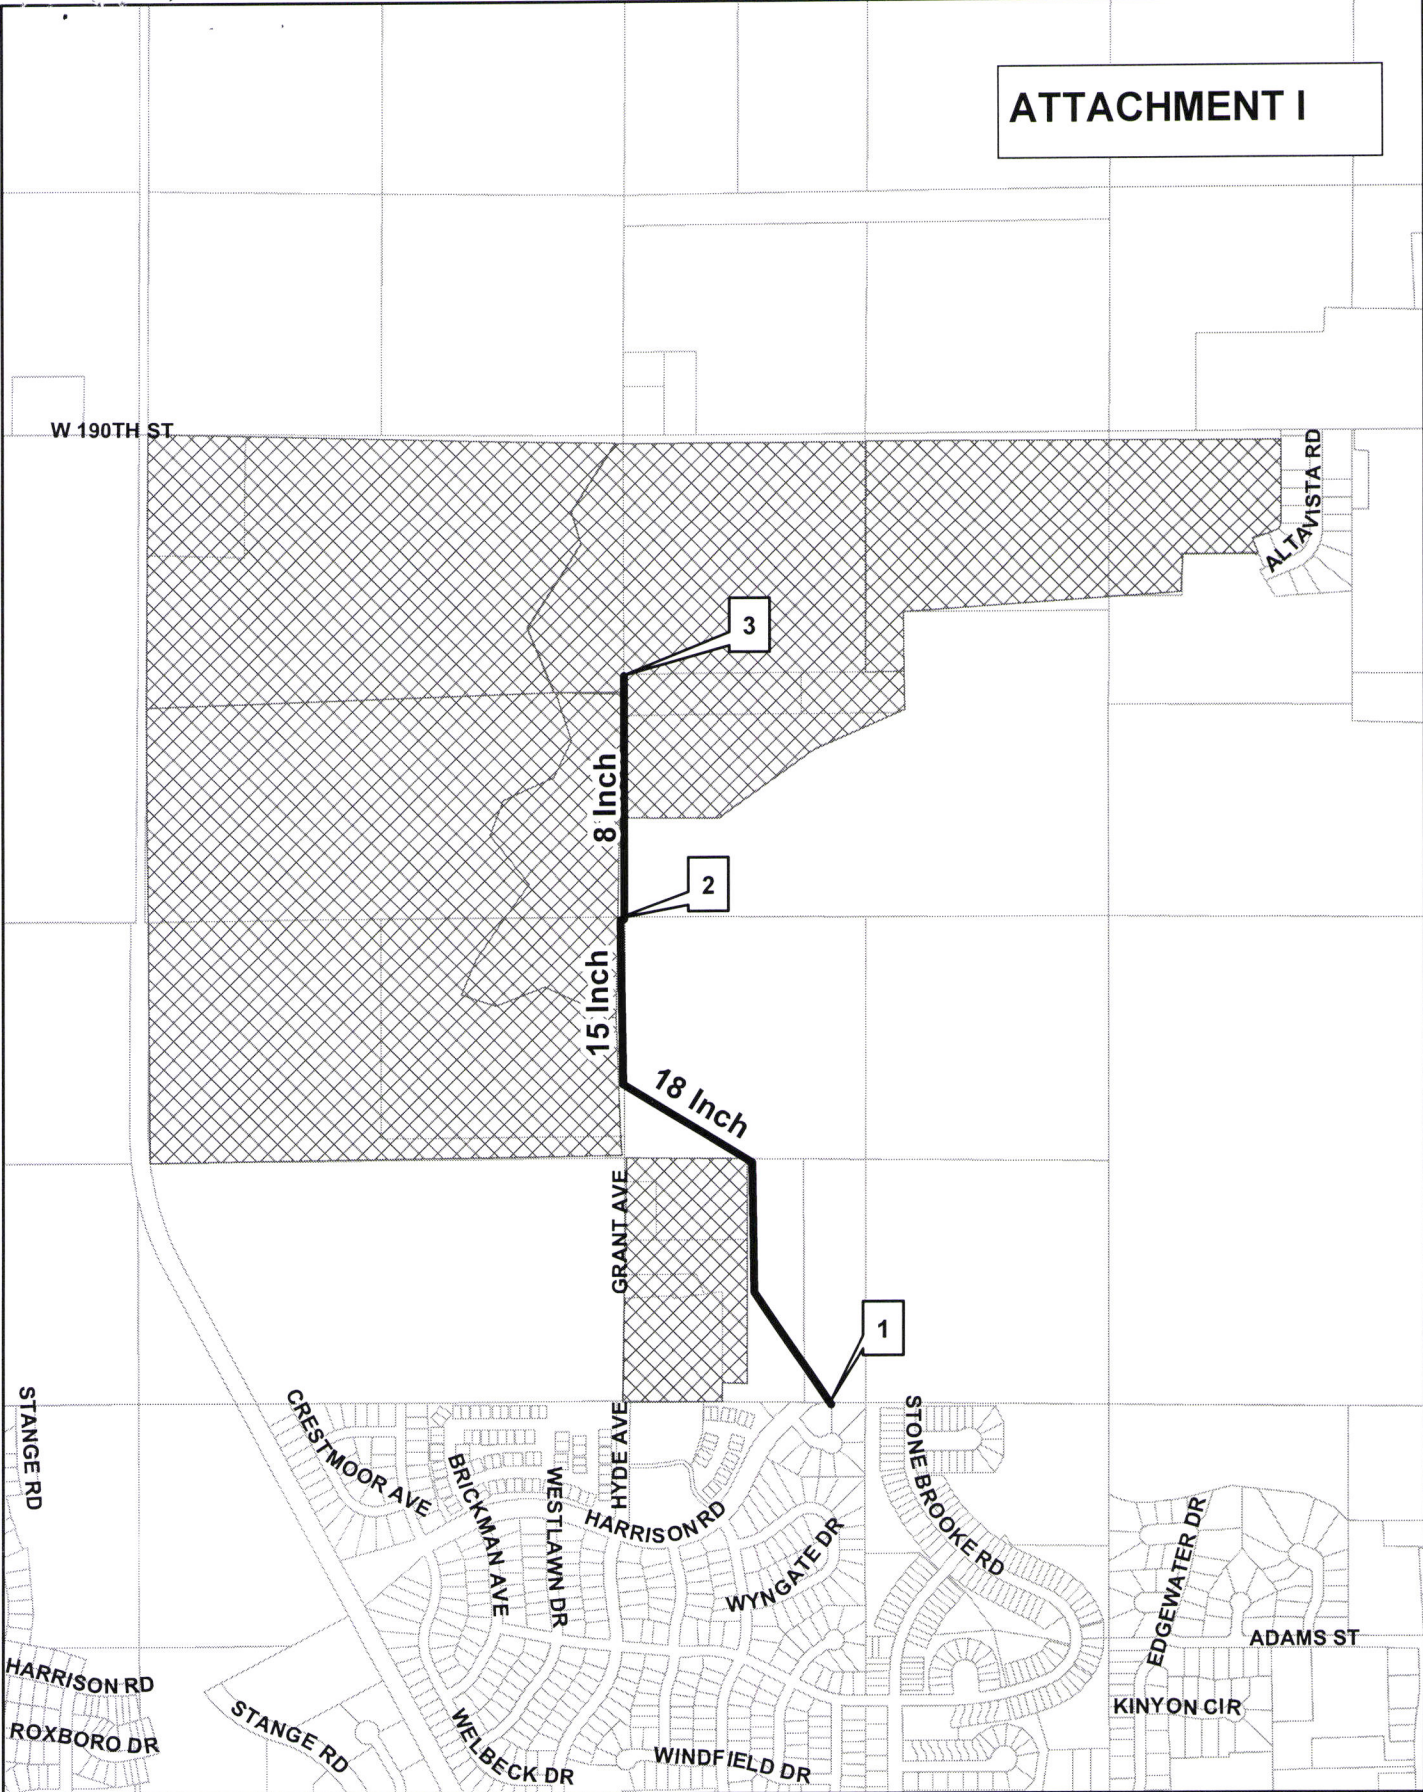 ATTACHMENT I
W 190TH ST
ALTAVISTA RD
3
8 Inch
2
15 Inch
18 Inch
GRANT AVE
1
STANGE RD
CRESTMOOR AVE
BRICKMAN AVE
WESTLAWN DR
HYDE AVE
HARRISON RD
WYNGATE DR
STONE BROOKE RD
EDGEWATER DR
ADAMS ST
HARRISON RD
ROXBORO DR
STANGE RD
WELBECK DR
WINDFIELD DR
KINYON CIR